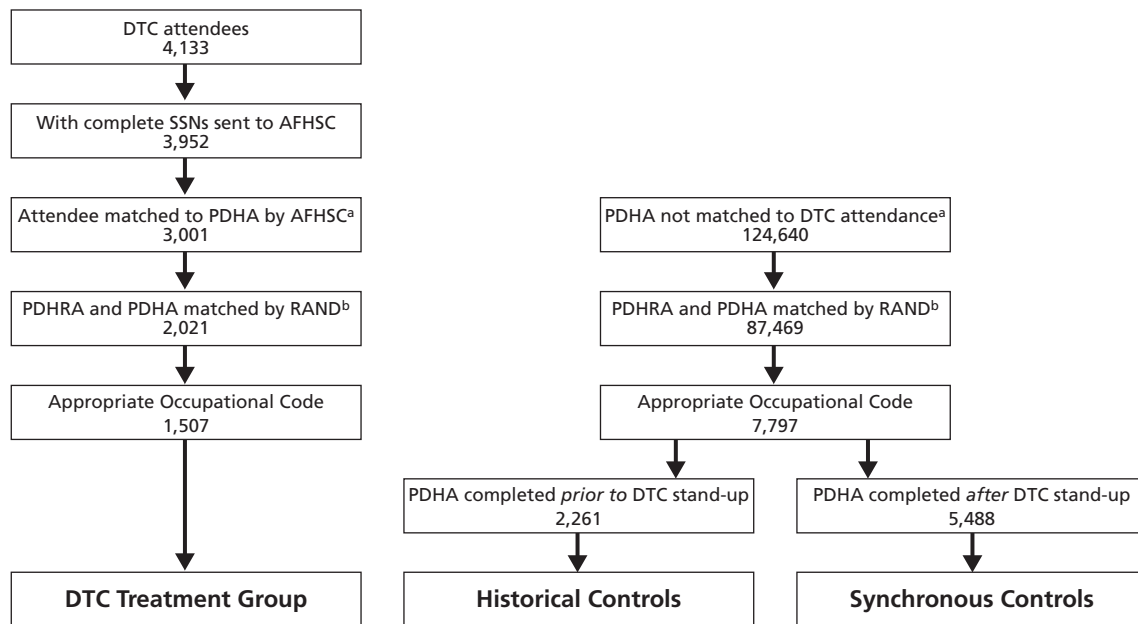 DTC attendees
4,133
With complete SSNs sent to AFHSC
3,952
Attendee matched to PDHA by AFHSCa
3,001
PDHRA and PDHA matched by RANDb
2,021
Appropriate Occupational Code
1,507
DTC Treatment Group
PDHA not matched to DTC attendancea
124,640
PDHRA and PDHA matched by RANDb
87,469
Appropriate Occupational Code
7,797
PDHA completed prior to DTC stand-up
2,261
Historical Controls
PDHA completed after DTC stand-up
5,488
Synchronous Controls